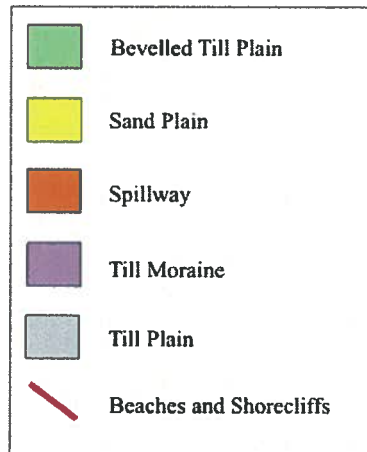 Bevelled Till Plain
Sand Plain
Spillway
Till Moraine
Till Plain
Beaches and Shorecliffs